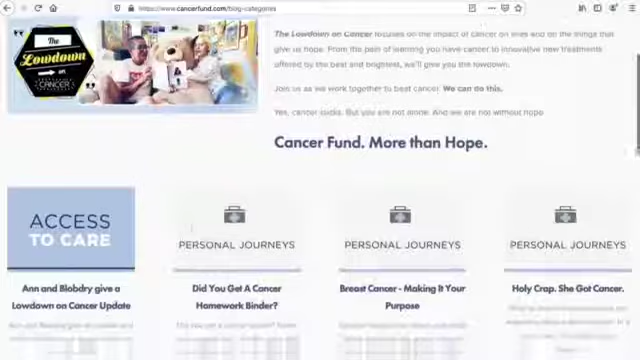 https://www.cancerfund.com/blog-categories
The Lowdown on Cancer focuses on the impact of cancer on lives and on the things that
give us hope. From the pain of learning you have cancer to innovative new treatments
offered by the best and brightest, we'll give you the lowdown.
The
Lowdown
on
CANCER
Join us as we work together to beat cancer. We can do this.
Yes, cancer sucks. But you are not alone. And we are not without hope
Cancer Fund. More than Hope.
ACCESS
TO CARE
PERSONAL JOURNEYS
PERSONAL JOURNEYS
PERSONAL JOURNEYS
Ann and Blobdry give a
Lowdown on Cancer Update
Did You Get A Cancer
Homework Binder?
Breast Cancer - Making It Your
Purpose
Holy Crap. She Got Cancer.